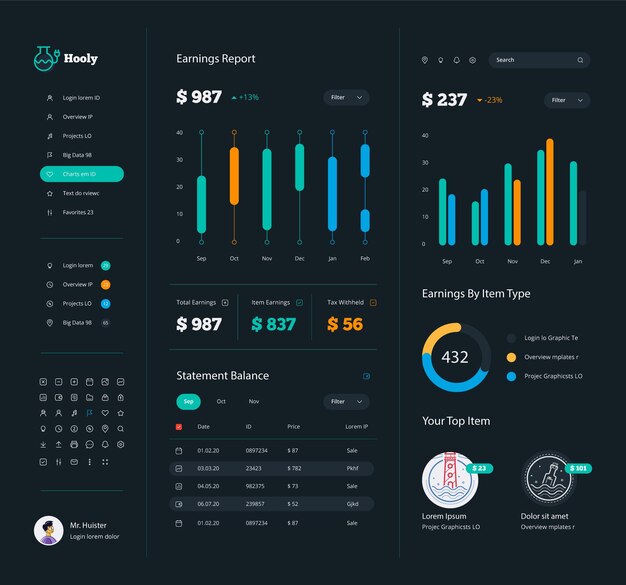 Hooly
Login lorem ID
Overview IP
Projects LO
Big Data 98
Charts em ID
Text do rviewc
Favorites 23
Login lorem
Overview IP
Projects LO
12
Big Data 98
65
Mr. Huister
Login lorem dolor
Earnings Report
$ 987
+13%
Filter
40
30
20
10
0
Sep Oct Nov Dec Jan Feb
Total Earnings
$ 987
Item Earnings
$ 837
Tax Withheld
$ 56
Statement Balance
Sep Oct Nov
Filter
Date ID Price Lorem IP
01.02.20 0897234 $ 87 Sale
03.03.20 23423 $ 782 Pkhf
04.05.20 982375 $ 73 Sale
06.07.20 239857 $ 52 Gjkd
01.02.20 0897234 $ 87 Sale
Search
$ 237
-23%
Filter
40
30
20
10
0
Sep Oct Nov Dec Jan
Earnings By Item Type
432
Login lo Graphic Te
Overview mplates r
Projec Graphicsts LO
Your Top Item
$ 23
Lorem Ipsum
Projec Graphicsts LO
$ 101
Dolor sit amet
Overview mplates r